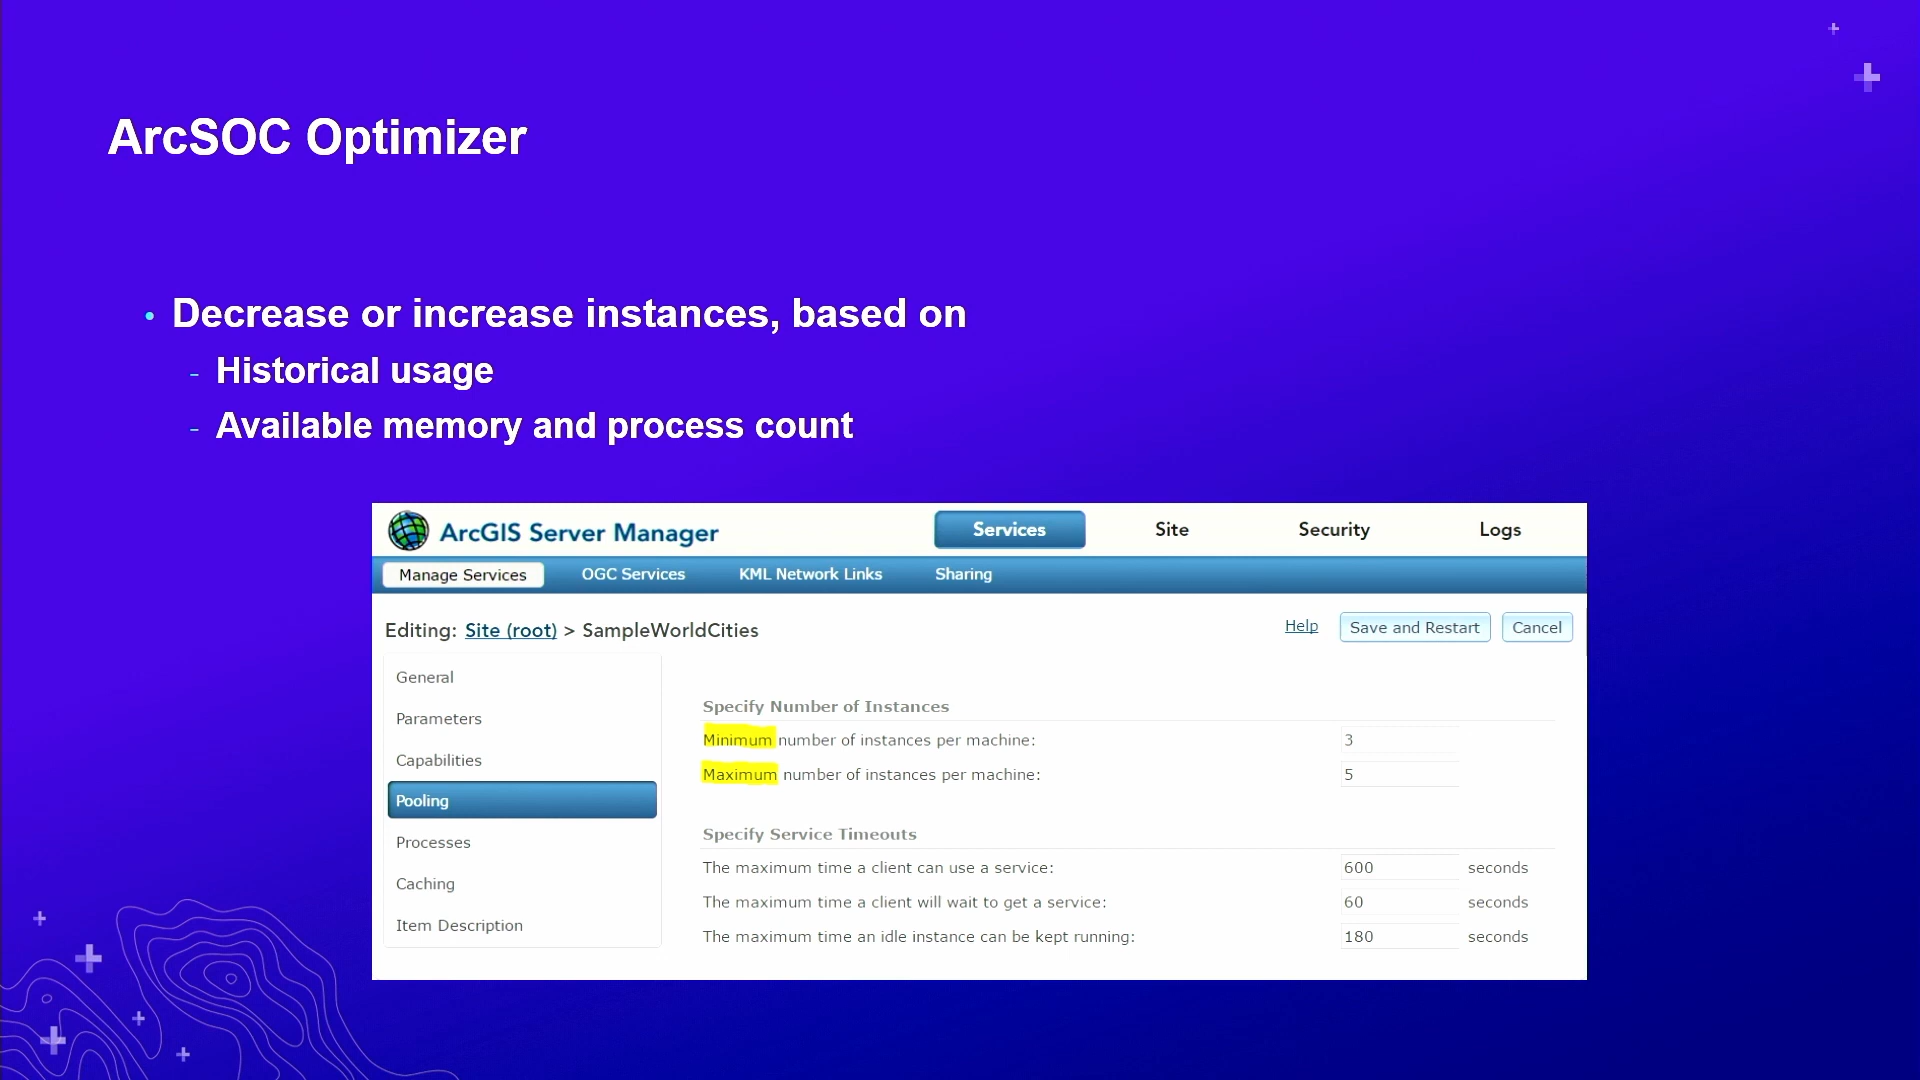 ArcSOC Optimizer
• Decrease or increase instances, based on
- Historical usage
- Available memory and process count
ArcGIS Server Manager
Services Site Security Logs
Manage Services OGC Services KML Network Links Sharing
Editing: Site (root) > SampleWorldCities
Help Save and Restart Cancel
General
Parameters
Capabilities
Pooling
Processes
Caching
Item Description
Specify Number of Instances
Minimum number of instances per machine: 3
Maximum number of instances per machine: 5
Specify Service Timeouts
The maximum time a client can use a service: 600 seconds
The maximum time a client will wait to get a service: 60 seconds
The maximum time an idle instance can be kept running: 180 seconds